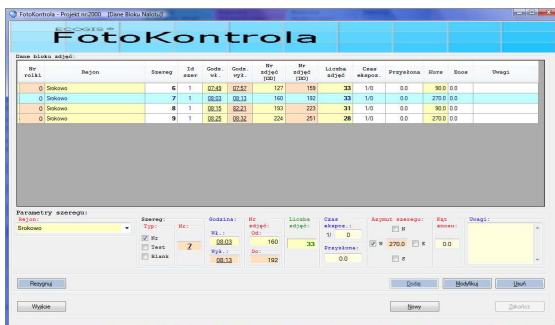 FotoKontrola - Projekt nr.2000 [Dane Bloku Nalotu]
ECOGIS
FotoKontrola
Dane bloku zdjęć:
Nr rolki Rejon Szereg Id szer Godz. wł. Godz. wył. Nr zdjęć [OD] Nr zdjęć [DO] Liczba zdjęć Czas ekspoz. Przysłona Kurs Znos Uwagi
0 Srokowo 6 1 07:49 07:57 127 159 33 1/0 0.0 90.0 0.0
0 Srokowo 7 1 08:03 08:13 160 192 33 1/0 0.0 270.0 0.0
0 Srokowo 8 1 08:15 82:21 193 223 31 1/0 0.0 90.0 0.0
0 Srokowo 9 1 08:25 08:32 224 251 28 1/0 0.0 270.0 0.0
Parametry szeregu:
Rejon: Szereg: Godzina: Nr zdjęć: Liczba zdjęć: Czas ekspoz.: Azymut szeregu: Kąt znosu: Uwagi:
Srokowo Typ: Nr: Wł.: Od: 1/ 0 N
Nr 7 08:03 160 33 Przysłona: W 270.0 E 0.0
Test Wył.: Do: 0.0 S
Blank 08:13 192
Rezygnuj Dodaj Modyfikuj Usuń
Wyjście Nowy Zakończ